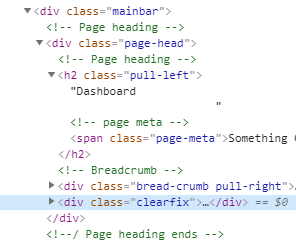 ▼<div class="mainbar">
<!-- Page heading -->
▼<div class="page-head">
<!-- Page heading -->
▼<h2 class="pull-left">
"Dashboard
"
<!-- page meta -->
<span class="page-meta">Something
</h2>
<!-- Breadcrumb -->
▶<div class="bread-crumb pull-right">
▶<div class="clearfix">…</div> == $0
</div>
<!--/ Page heading ends -->